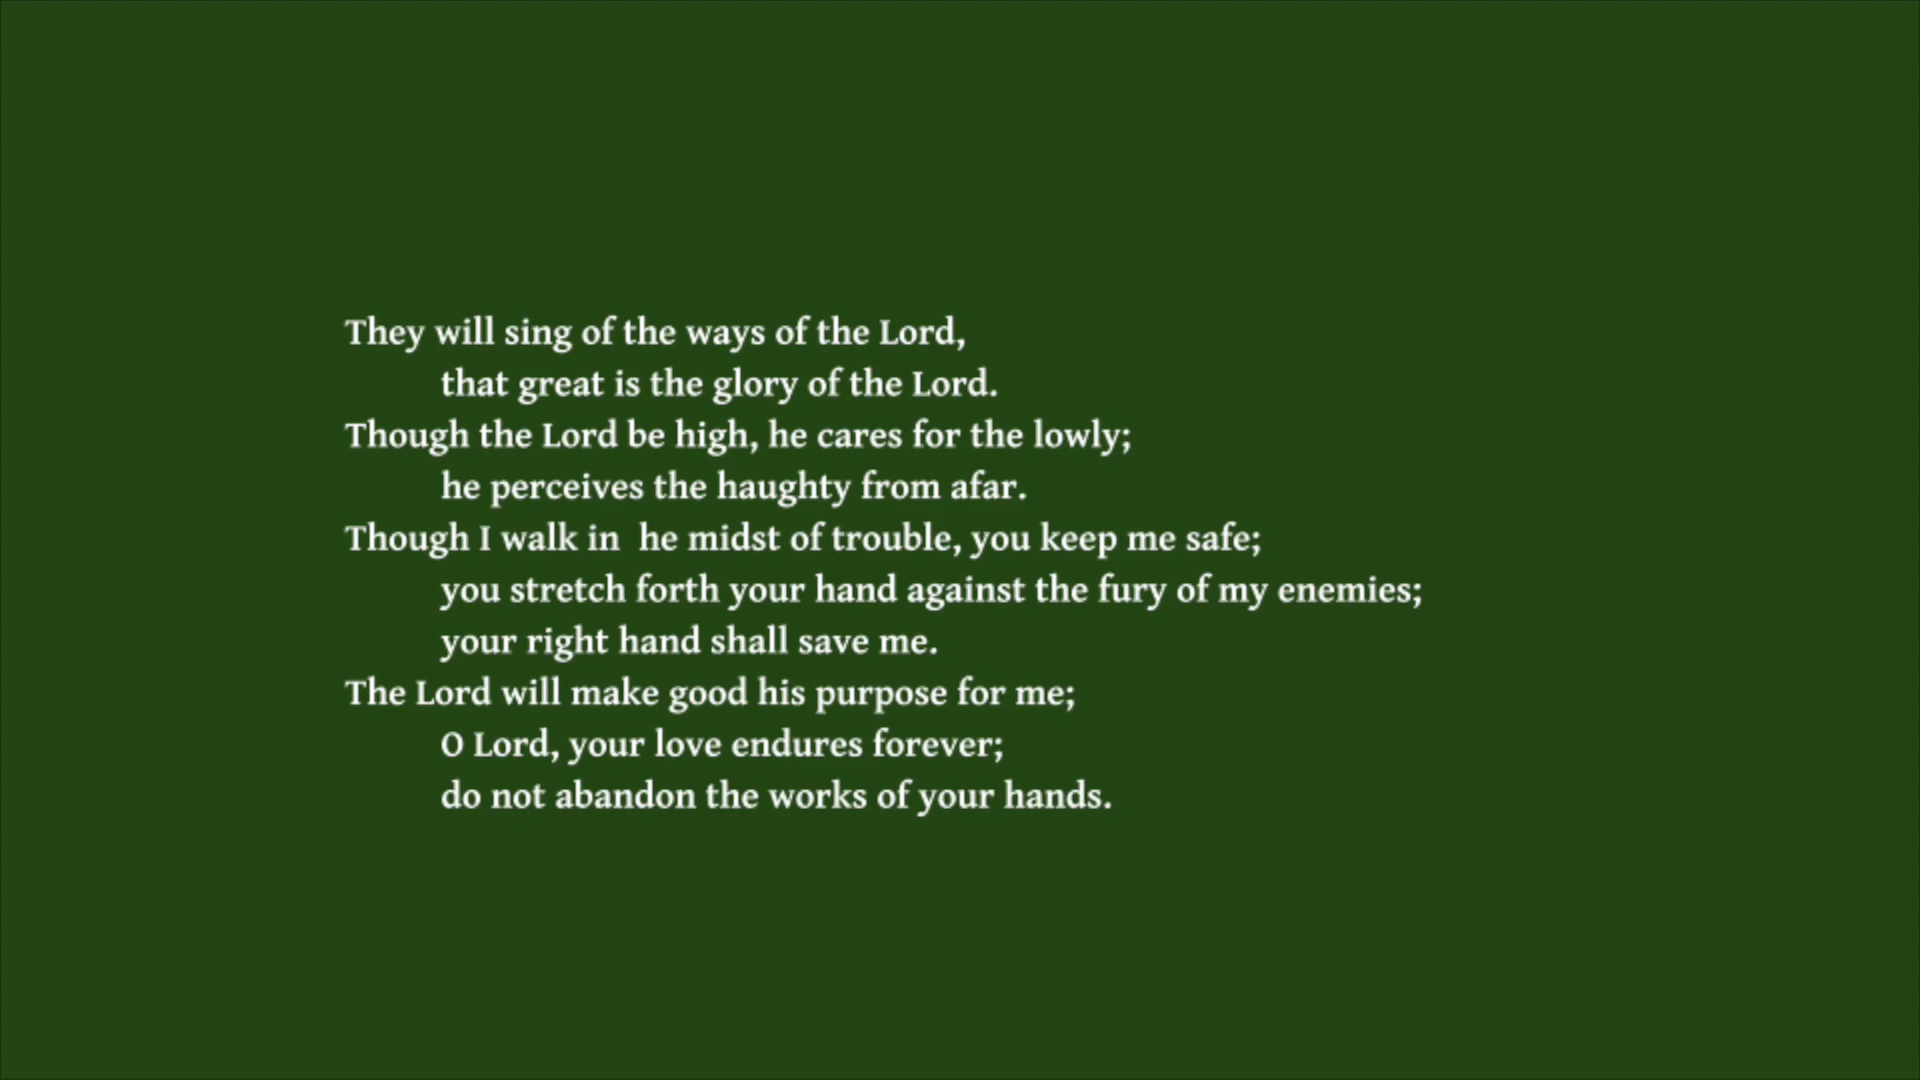 They will sing of the ways of the Lord,
that great is the glory of the Lord.
Though the Lord be high, he cares for the lowly;
he perceives the haughty from afar.
Though I walk in  he midst of trouble, you keep me safe;
you stretch forth your hand against the fury of my enemies;
your right hand shall save me.
The Lord will make good his purpose for me;
O Lord, your love endures forever;
do not abandon the works of your hands.